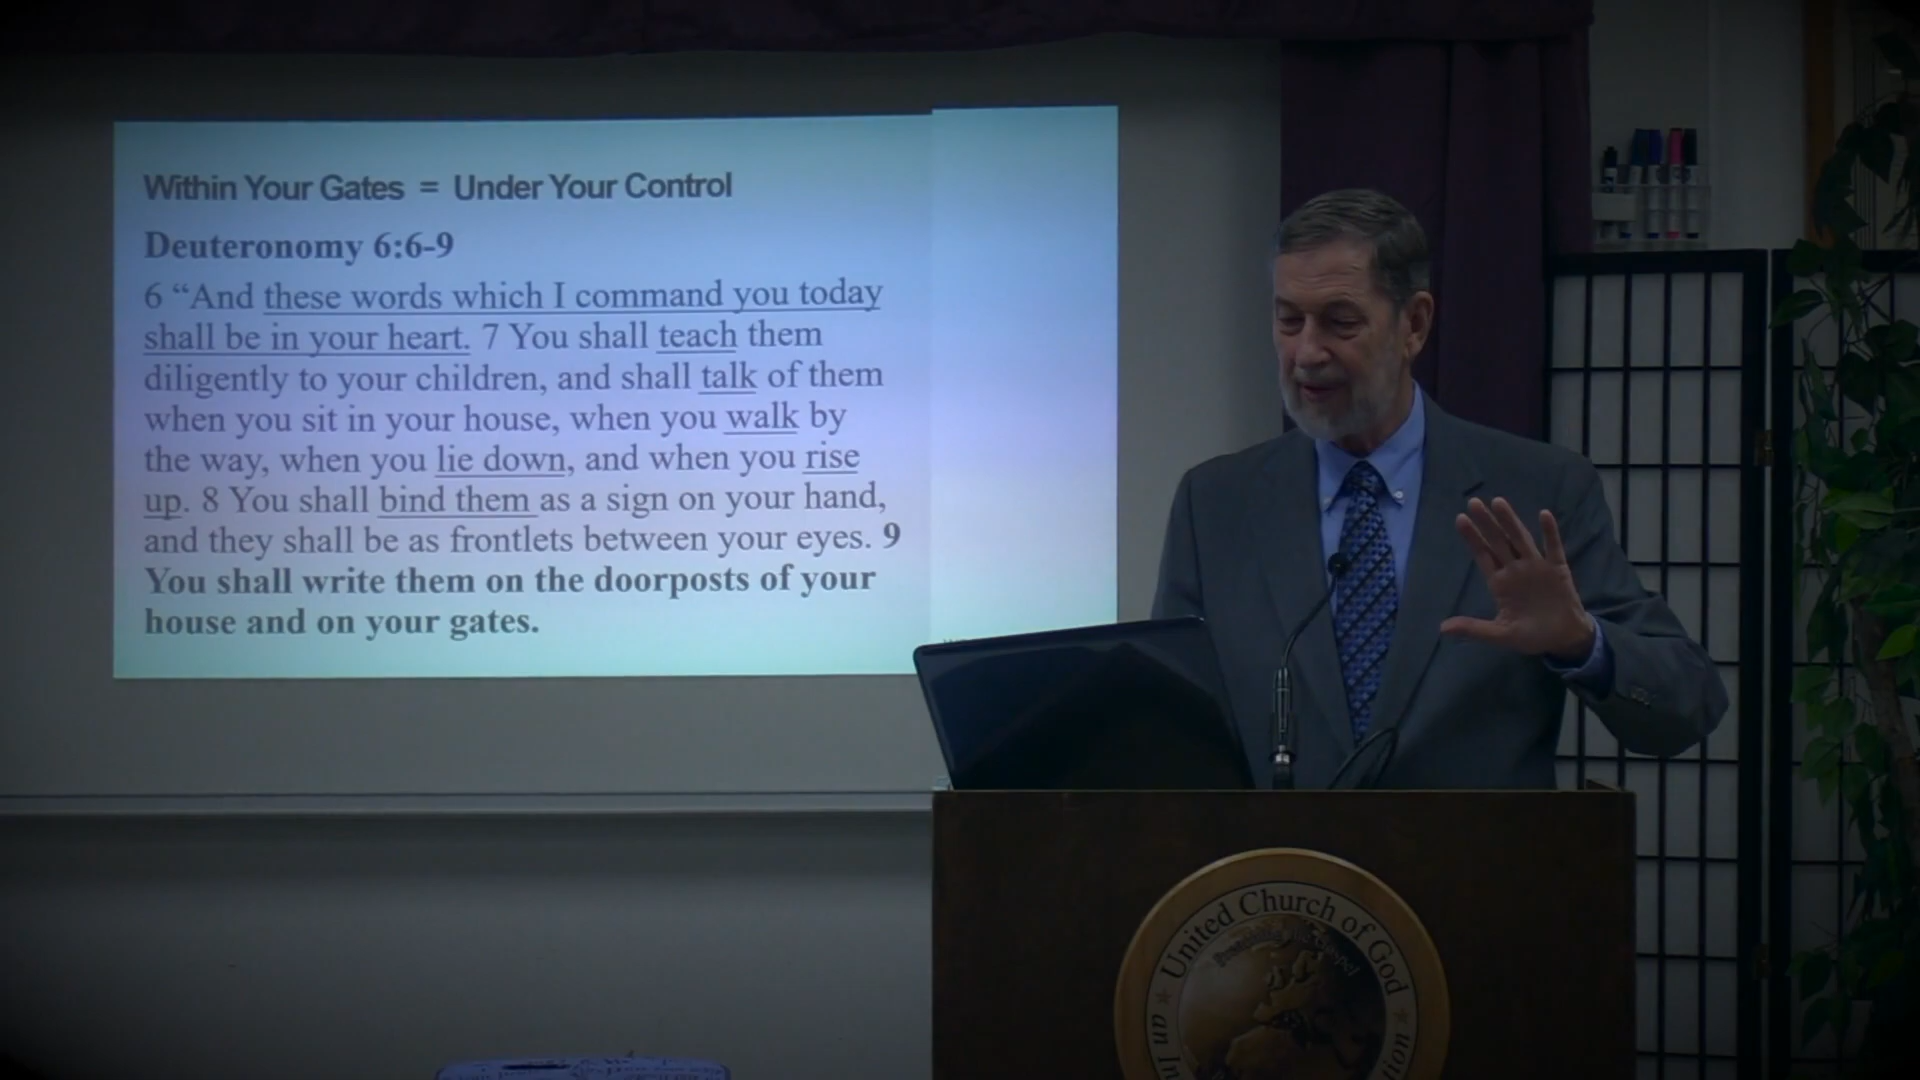 Within Your Gates = Under Your Control
Deuteronomy 6:6-9
6 “And these words which I command you today
shall be in your heart. 7 You shall teach them
diligently to your children, and shall talk of them
when you sit in your house, when you walk by
the way, when you lie down, and when you rise
up. 8 You shall bind them as a sign on your hand,
and they shall be as frontlets between your eyes. 9
You shall write them on the doorposts of your
house and on your gates.
United Church of God
an